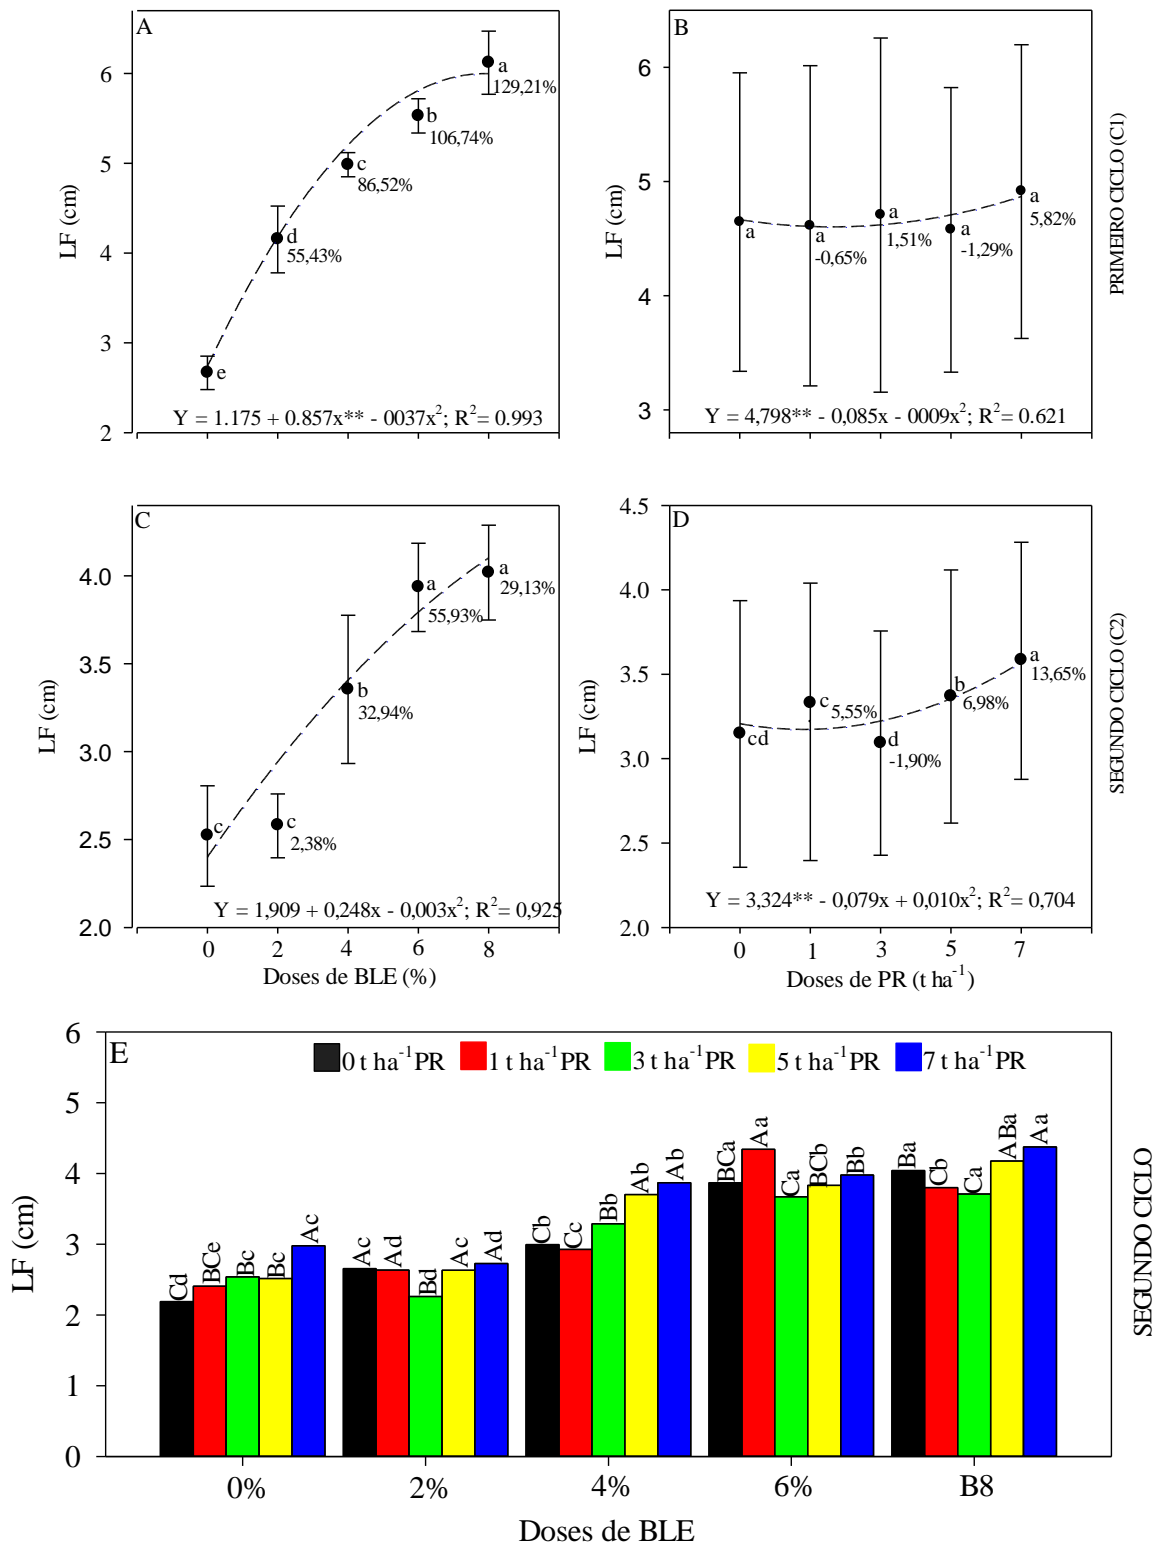 A
6
5
4
3
2
LF (cm)
a
129,21%
b
106,74%
c
86,52%
d
55,43%
e
Y = 1.175 + 0.857x** - 0037x²; R²= 0.993
B
6
5
4
3
LF (cm)
a
a
-0,65%
a
1,51%
a
-1,29%
a
5,82%
Y = 4,798** - 0,085x - 0009x²; R²= 0.621
PRIMEIRO CICLO (C1)
C
4.0
3.5
3.0
2.5
2.0
LF (cm)
c
c
2,38%
b
32,94%
a
55,93%
a
29,13%
Y = 1,909 + 0,248x - 0,003x²; R²= 0,925
0 2 4 6 8
Doses de BLE (%)
D
4.5
4.0
3.5
3.0
2.5
2.0
LF (cm)
cd
c
5,55%
d
-1,90%
b
6,98%
a
13,65%
Y = 3,324** - 0,079x + 0,010x²; R²= 0,704
0 1 3 5 7
Doses de PR (t ha⁻¹)
SEGUNDO CICLO (C2)
E
0 t ha⁻¹PR 1 t ha⁻¹PR 3 t ha⁻¹PR 5 t ha⁻¹PR 7 t ha⁻¹PR
6
5
4
3
2
1
0
LF (cm)
Cd BCe Bc Bc Ac
Ac Ad Bd Ac Ad
Cb Cc Bb Ab Ab
BCa Aa Ca BCb Bb
Ba Cb Ca ABa Aa
0% 2% 4% 6% B8
Doses de BLE
SEGUNDO CICLO